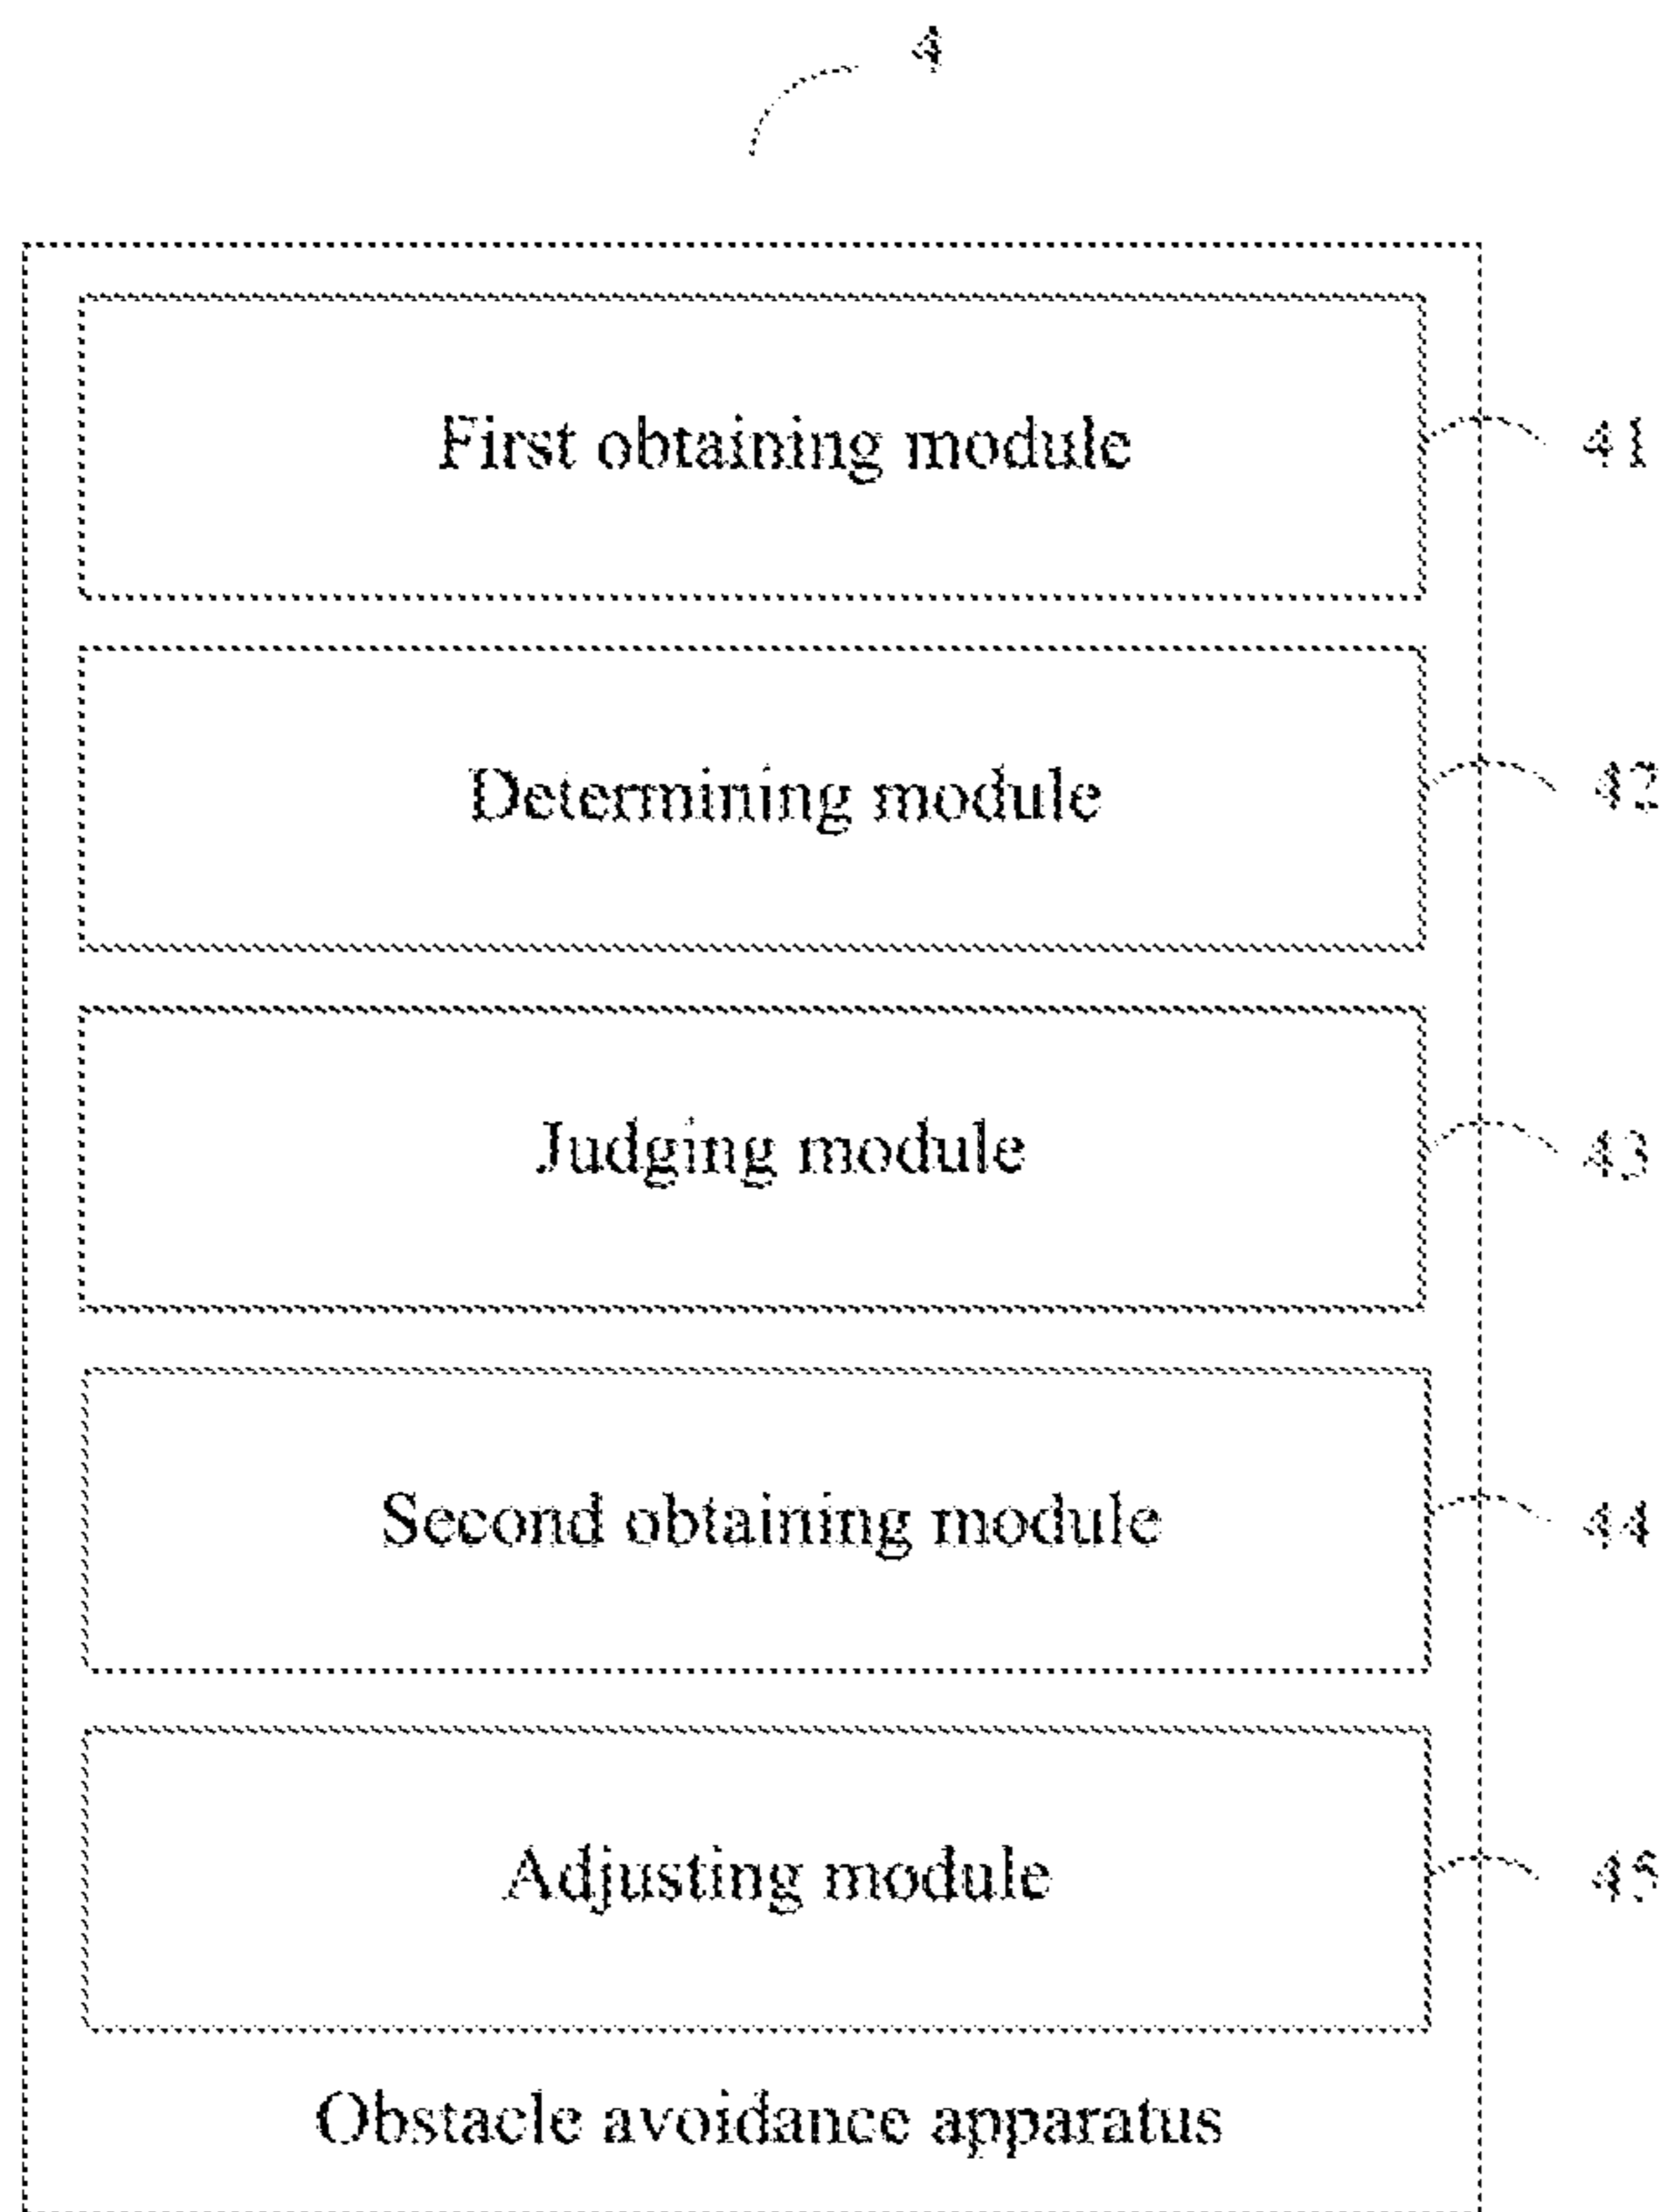 4
First obtaining module
41
Determining module
42
Judging module
43
Second obtaining module
44
Adjusting module
45
Obstacle avoidance apparatus